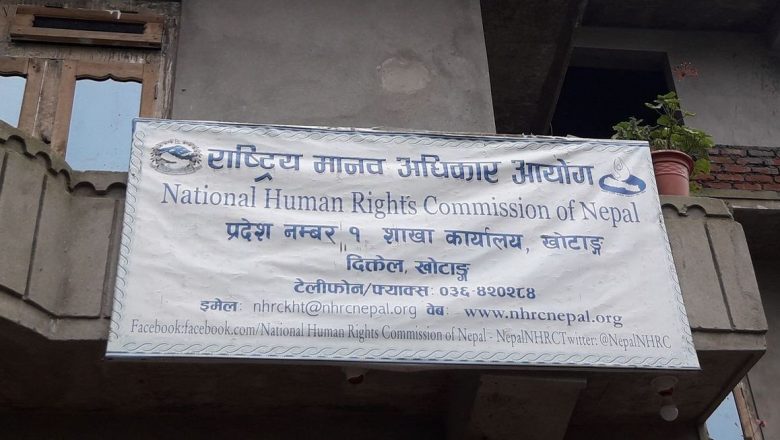 राष्ट्रिय मानव अधिकार आयोग
National Human Rights Commission of Nepal
प्रदेश नम्बर १ शाखा कार्यालय, खोटाङ्ग
दिक्तेल, खोटाङ्ग
टेलीफोन/फ्याक्सः ०३६-४२०२८४
इमेलः nhrckht@nhrcnepal.org वेबः www.nhrcnepal.org
Facebook:facebook.com/National Human Rights Commission of Nepal - NepalNHRCTwitter: @NepalNHRC